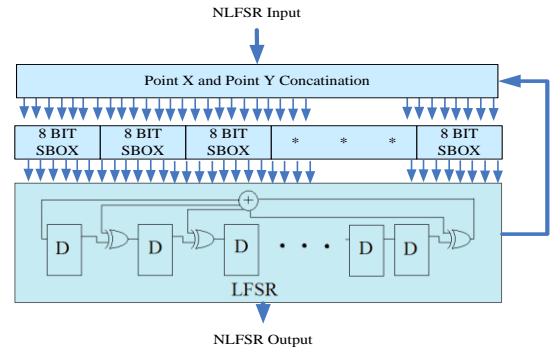 NLFSR Input
Point X and Point Y Concatination
8 BIT SBOX
8 BIT SBOX
8 BIT SBOX
* * *
8 BIT SBOX
+
D D D D D
LFSR
NLFSR Output